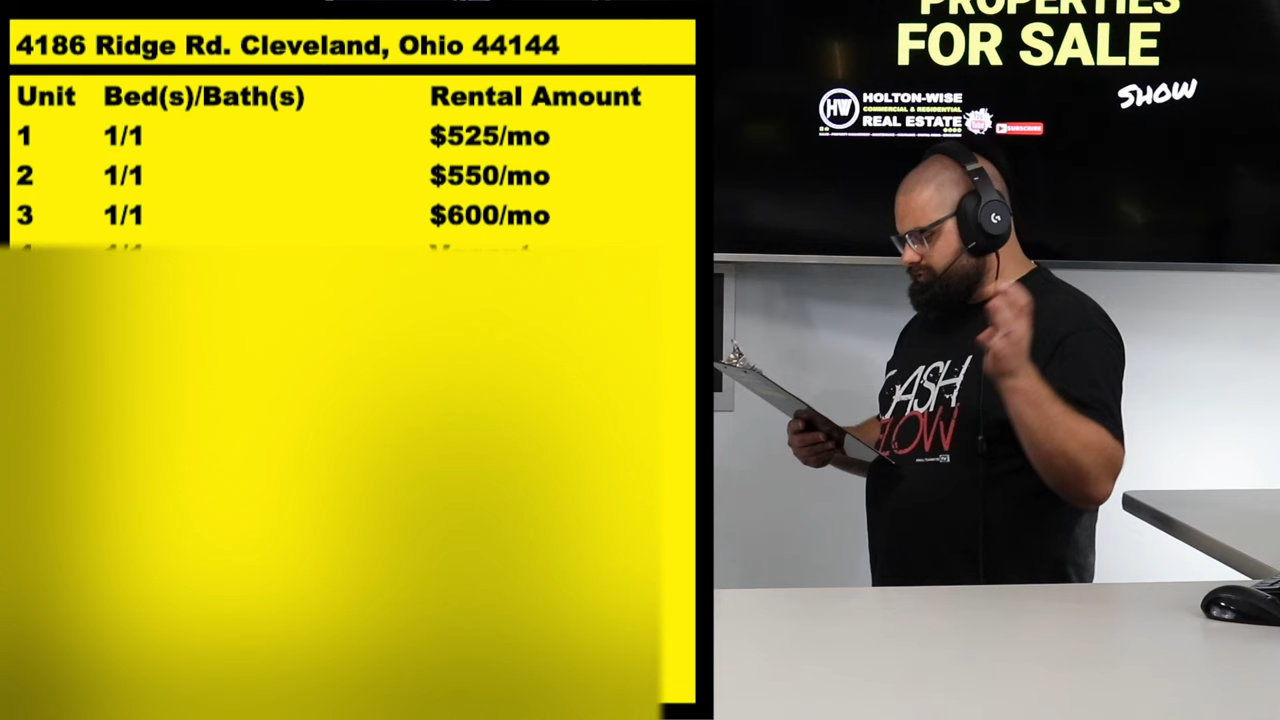 4186 Ridge Rd. Cleveland, Ohio 44144
Unit Bed(s)/Bath(s) Rental Amount
1 1/1 $525/mo
2 1/1 $550/mo
3 1/1 $600/mo
PROPERTIES
FOR SALE
SHOW
HW
HOLTON-WISE
COMMERCIAL & RESIDENTIAL
REAL ESTATE
SUBSCRIBE
CASH
FLOW